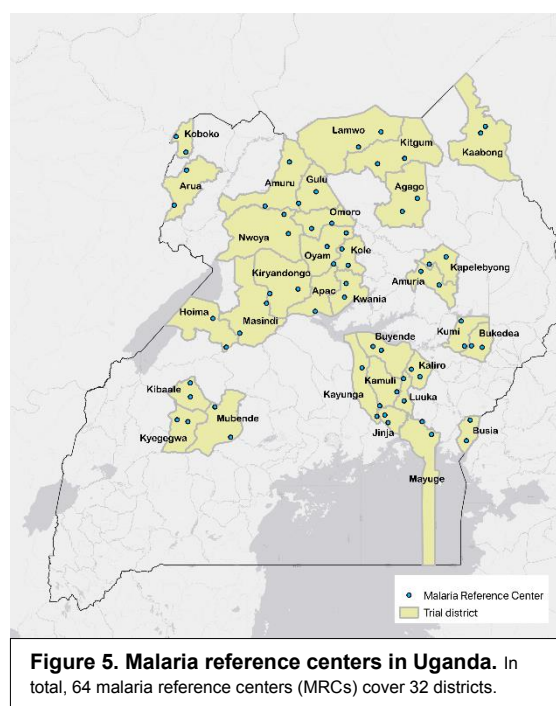 Koboko
Lamwo
Kitgum
Kaabong
Arua
Amuru
Gulu
Agago
Omoro
Nwoya
Oyam
Kole
Kiryandongo
Kapelebyong
Amuria
Apac
Kwania
Hoima
Masindi
Kumi
Bukedea
Buyende
Kaliro
Kibaale
Kayunga
Kamuli
Luuka
Mubende
Kyegegwa
Jinja
Busia
Mayuge
Malaria Reference Center
Trial district
Figure 5. Malaria reference centers in Uganda. In
total, 64 malaria reference centers (MRCs) cover 32 districts.